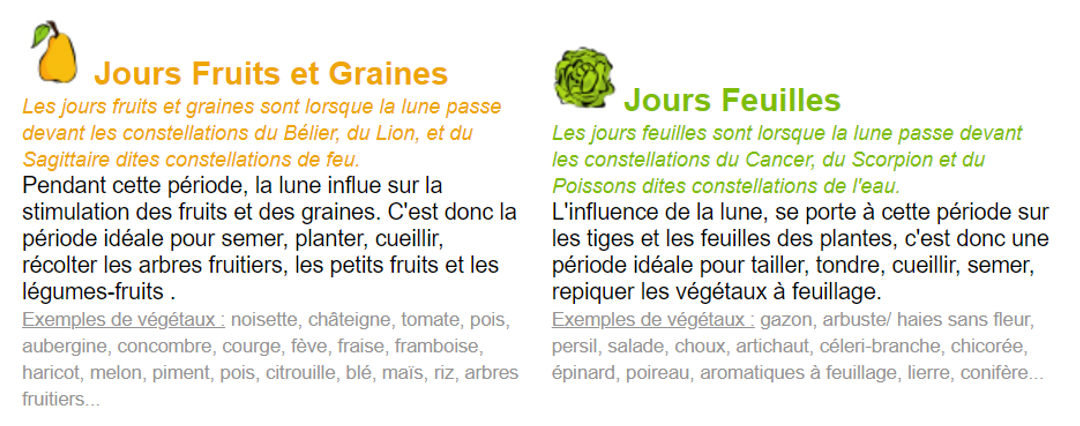 Jours Fruits et Graines
Les jours fruits et graines sont lorsque la lune passe
devant les constellations du Bélier, du Lion, et du
Sagittaire dites constellations de feu.
Pendant cette période, la lune influe sur la
stimulation des fruits et des graines. C'est donc la
période idéale pour semer, planter, cueillir,
récolter les arbres fruitiers, les petits fruits et les
légumes-fruits .
Exemples de végétaux : noisette, châteigne, tomate, pois,
aubergine, concombre, courge, fève, fraise, framboise,
haricot, melon, piment, pois, citrouille, blé, maïs, riz, arbres
fruitiers...
Jours Feuilles
Les jours feuilles sont lorsque la lune passe devant
les constellations du Cancer, du Scorpion et du
Poissons dites constellations de l'eau.
L'influence de la lune, se porte à cette période sur
les tiges et les feuilles des plantes, c'est donc une
période idéale pour tailler, tondre, cueillir, semer,
repiquer les végétaux à feuillage.
Exemples de végétaux : gazon, arbuste/ haies sans fleur,
persil, salade, choux, artichaut, céleri-branche, chicorée,
épinard, poireau, aromatiques à feuillage, lierre, conifère...